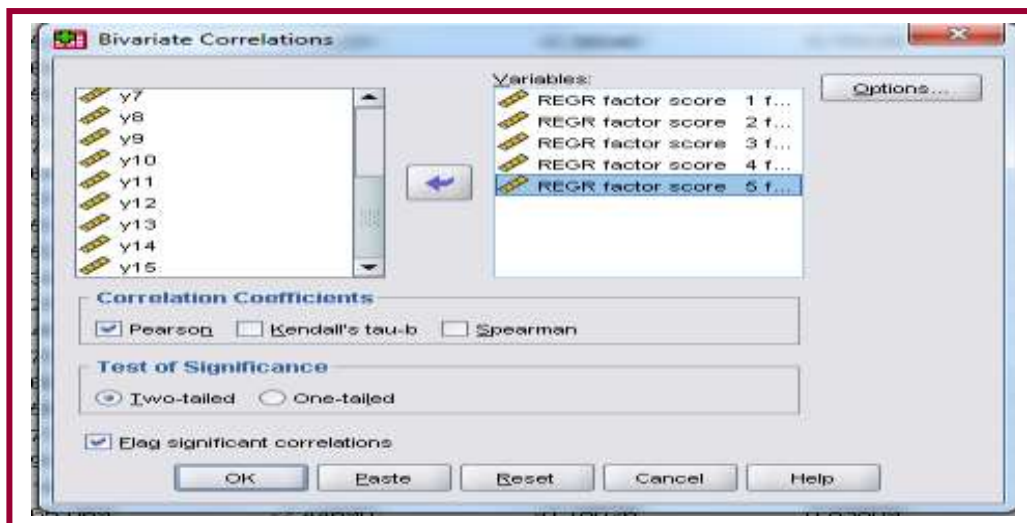 Bivariate Correlations
y7
y8
y9
y10
y11
y12
y13
y14
y15
Variables:
REGR factor score 1 f...
REGR factor score 2 f...
REGR factor score 3 f...
REGR factor score 4 f...
REGR factor score 5 f...
Options...
Correlation Coefficients
Pearson Kendall's tau-b Spearman
Test of Significance
Two-tailed One-tailed
Flag significant correlations
OK Paste Reset Cancel Help